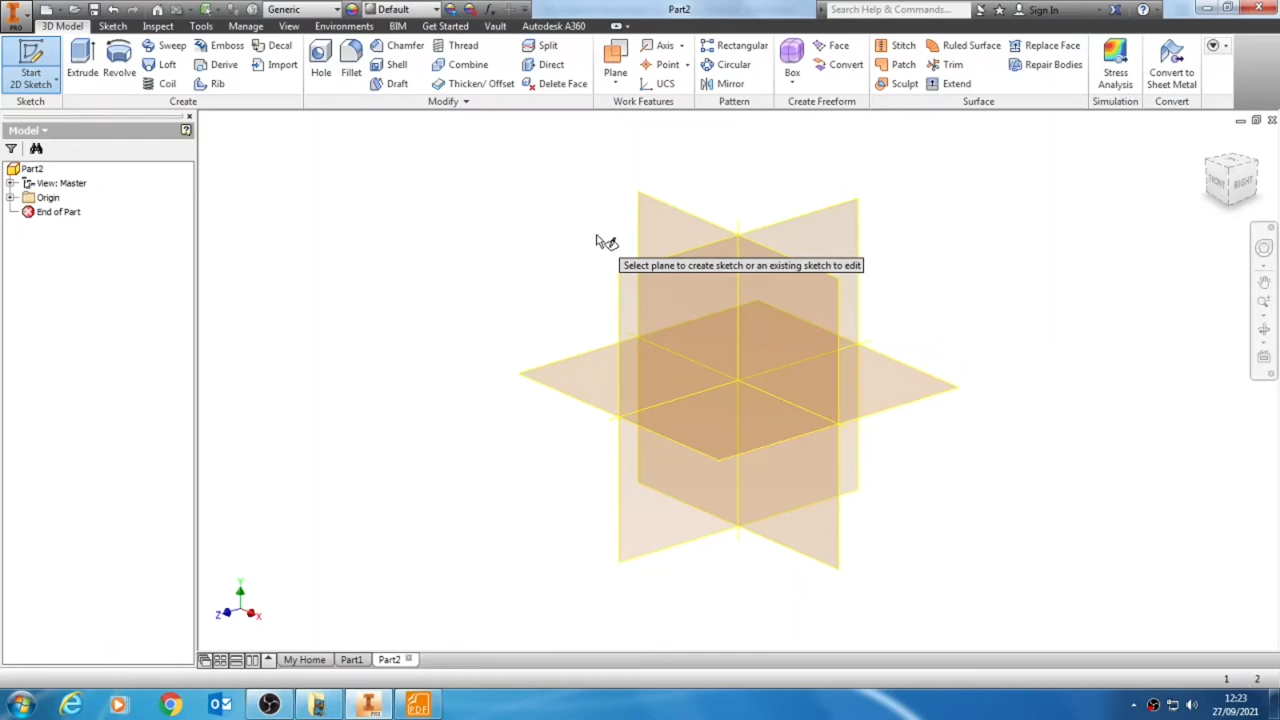 Generic
Default
Part2
Search Help & Commands...
Sign In
PRO
3D Model
Sketch
Inspect
Tools
Manage
View
Environments
BIM
Get Started
Vault
Autodesk A360
Start
2D Sketch
Extrude
Revolve
Sweep
Emboss
Decal
Loft
Derive
Import
Coil
Rib
Hole
Fillet
Chamfer
Thread
Split
Shell
Combine
Direct
Draft
Thicken/ Offset
Delete Face
Plane
Axis
Point
UCS
Rectangular
Circular
Mirror
Box
Face
Convert
Stitch
Ruled Surface
Replace Face
Patch
Trim
Repair Bodies
Sculpt
Extend
Stress
Analysis
Convert to
Sheet Metal
Sketch
Create
Modify
Work Features
Pattern
Create Freeform
Surface
Simulation
Convert
Model
Part2
View: Master
Origin
End of Part
Select plane to create sketch or an existing sketch to edit
FRONT
RIGHT
Y
Z
X
My Home
Part1
Part2
1
2
PRO
PDF
12:23
27/09/2021